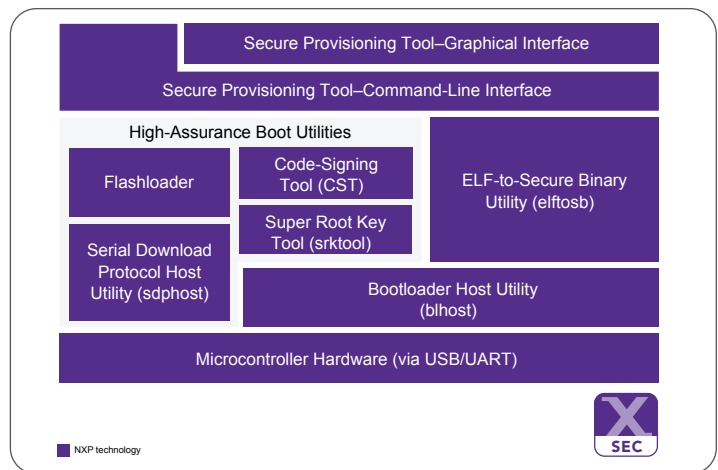 Secure Provisioning Tool–Graphical Interface
Secure Provisioning Tool–Command-Line Interface
High-Assurance Boot Utilities
Flashloader
Code-Signing
Tool (CST)
ELF-to-Secure Binary
Utility (elftosb)
Super Root Key
Tool (srktool)
Serial Download
Protocol Host
Utility (sdphost)
Bootloader Host Utility
(blhost)
Microcontroller Hardware (via USB/UART)
NXP technology
X
SEC